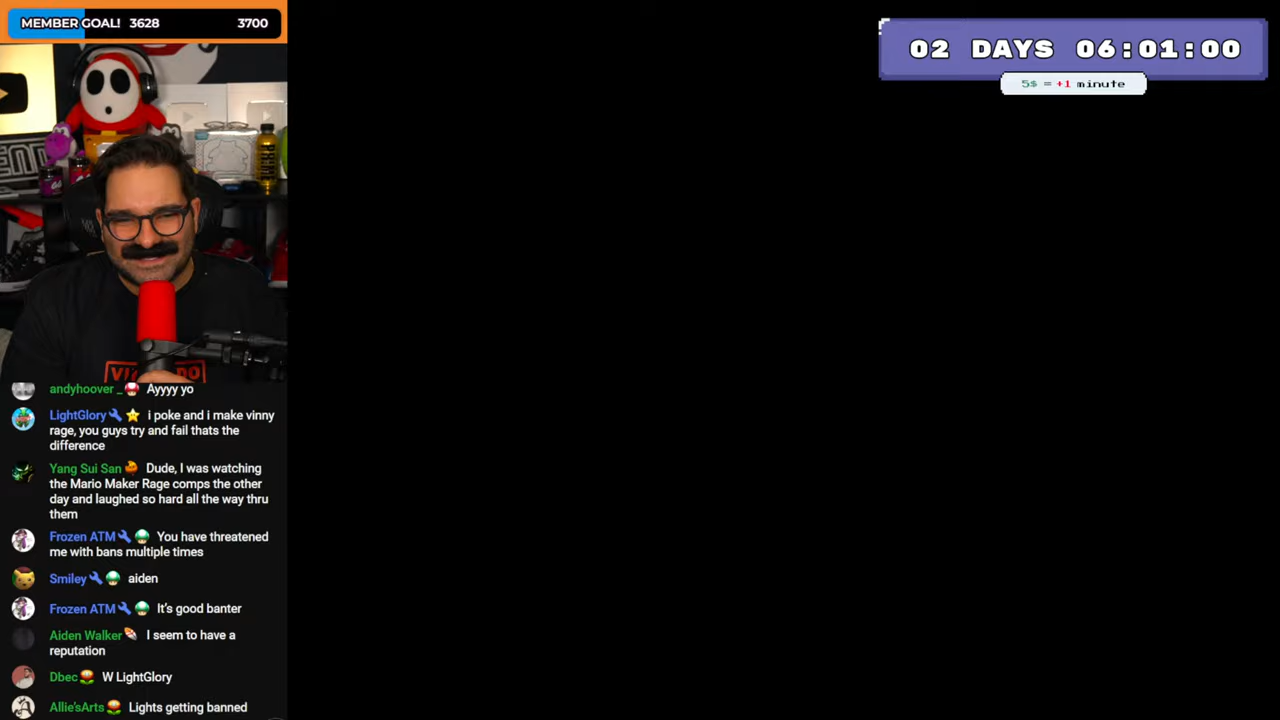 MEMBER GOAL! 3628 3700
02 DAYS 06:01:00
5$ = +1 minute
andyhoover_ Ayyyy yo
LightGlory i poke and i make vinny
rage, you guys try and fail thats the
difference
Yang Sui San Dude, I was watching
the Mario Maker Rage comps the other
day and laughed so hard all the way thru
them
Frozen ATM You have threatened
me with bans multiple times
Smiley aiden
Frozen ATM It’s good banter
Aiden Walker I seem to have a
reputation
Dbec W LightGlory
Allie'sArts Lights getting banned